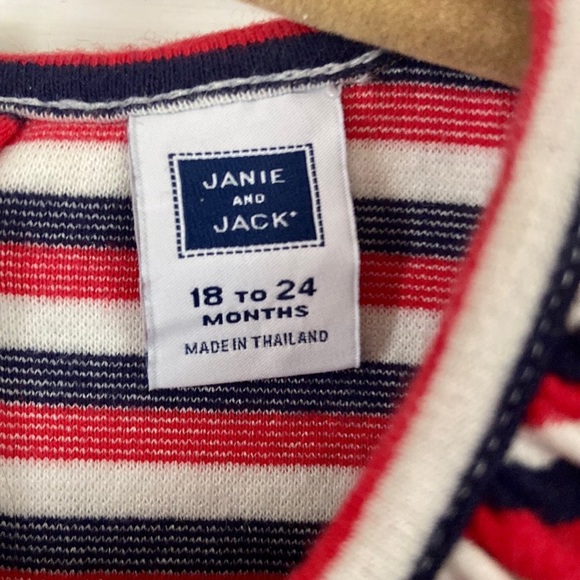 JANIE
AND
JACK
18 TO 24
MONTHS
MADE IN THAILAND